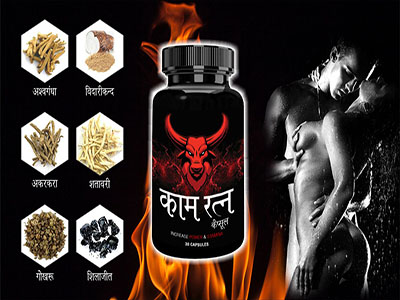 अश्वगंधा
विदारीकन्द
अकरकरा
शतावरी
गोखरू
शिलाजीत
काम रत्न
कैप्सूल
INCREASE POWER & STAMINA
30 CAPSULES